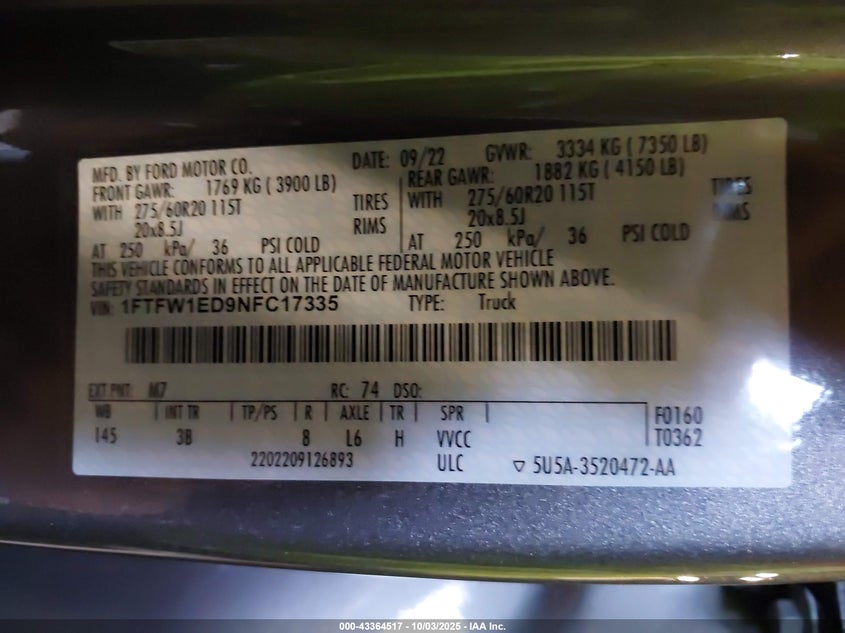 MFD. BY FORD MOTOR CO. DATE: 09/22 GVWR: 3334 KG ( 7350 LB)
FRONT GAWR: 1769 KG ( 3900 LB) REAR GAWR: 1882 KG ( 4150 LB)
WITH 275/60R20 115T TIRES WITH 275/60R20 115T TIRES
20x8.5J RIMS 20x8.5J RIMS
AT 250 kPa/ 36 PSI COLD AT 250 kPa/ 36 PSI COLD
THIS VEHICLE CONFORMS TO ALL APPLICABLE FEDERAL MOTOR VEHICLE
SAFETY STANDARDS IN EFFECT ON THE DATE OF MANUFACTURE SHOWN ABOVE.
VIN: 1FTFW1ED9NFC17335 TYPE: Truck
EXT PNT: M7 RC: 74 DSO:
WB INT TR TP/PS R AXLE TR SPR F0160
145 3B 8 L6 H VVCC T0362
2202209126893 ULC ▽ 5U5A-3520472-AA
000-43364517 - 10/03/2025 - IAA Inc.